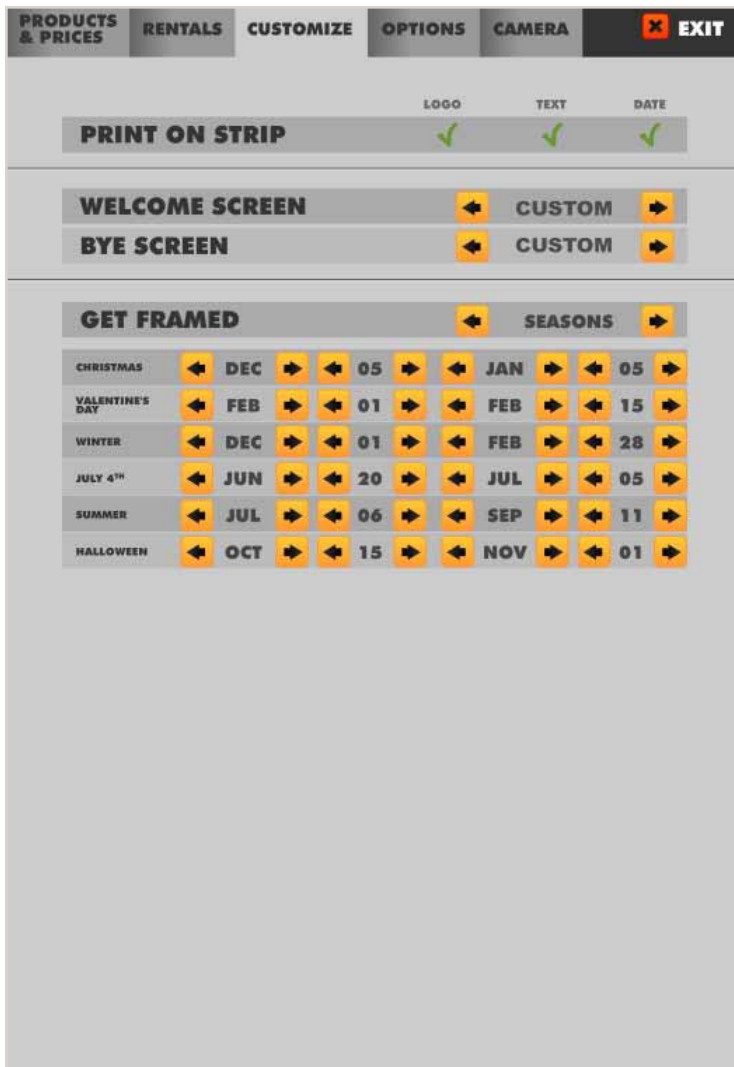 PRODUCTS
& PRICES
RENTALS
CUSTOMIZE
OPTIONS
CAMERA
EXIT
LOGO TEXT DATE
PRINT ON STRIP
WELCOME SCREEN CUSTOM
BYE SCREEN CUSTOM
GET FRAMED SEASONS
CHRISTMAS DEC 05 JAN 05
VALENTINE'S
DAY FEB 01 FEB 15
WINTER DEC 01 FEB 28
JULY 4TH JUN 20 JUL 05
SUMMER JUL 06 SEP 11
HALLOWEEN OCT 15 NOV 01